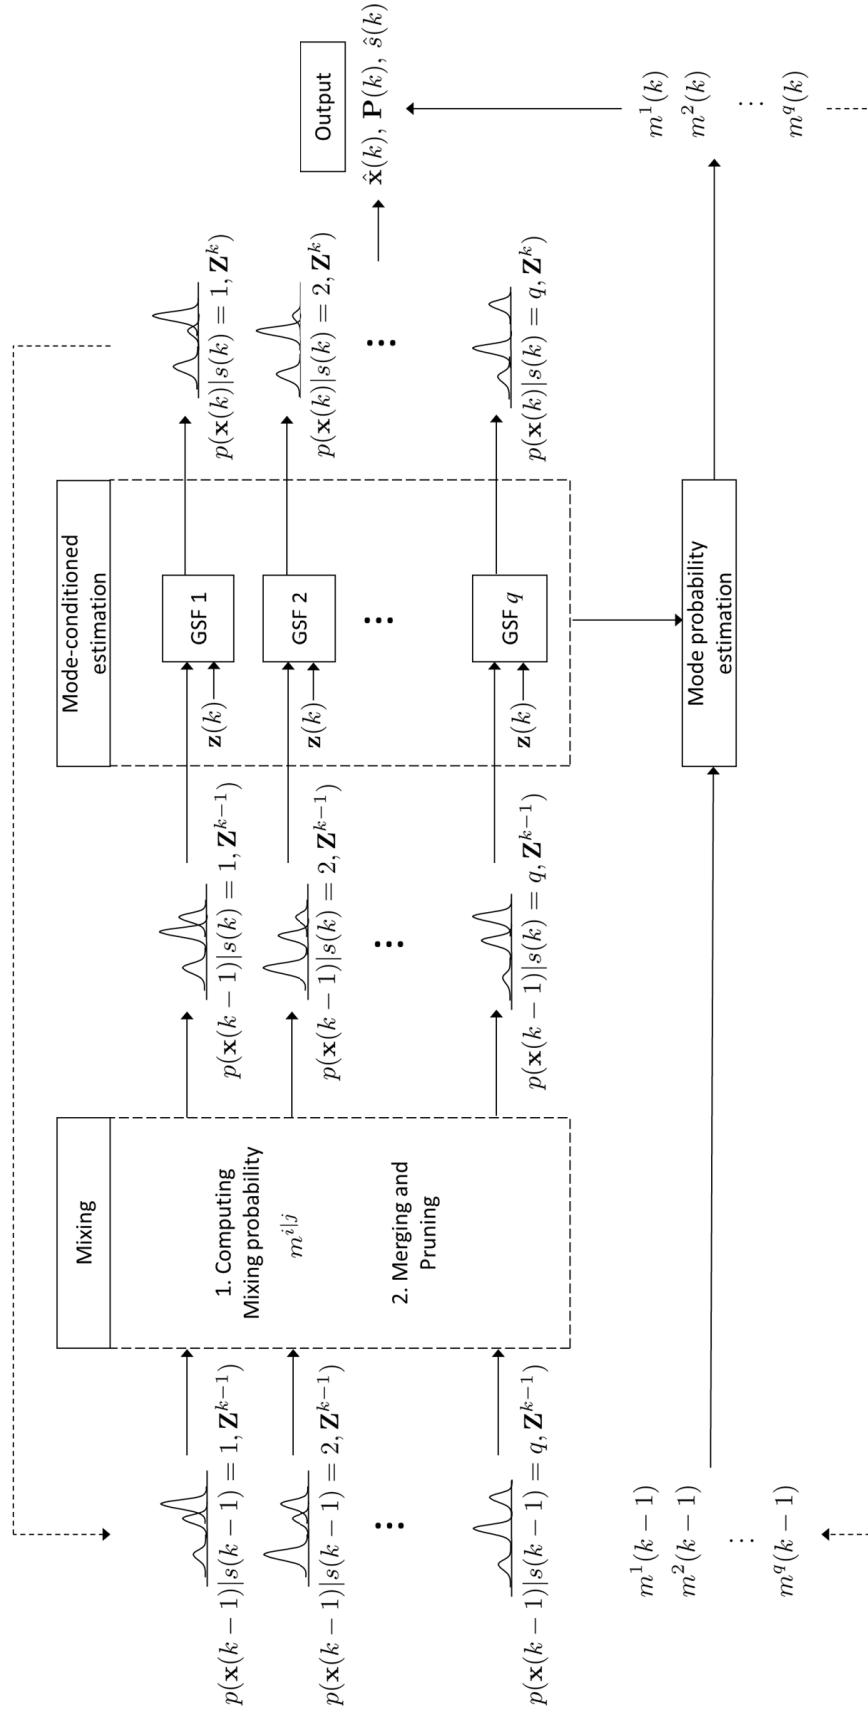 Mixing
Mode-conditioned
estimation
Output
p(x(k − 1)|s(k − 1) = 1, Z^{k−1})
p(x(k − 1)|s(k − 1) = 2, Z^{k−1})
...
p(x(k − 1)|s(k − 1) = q, Z^{k−1})
1. Computing
Mixing probability
m^{i|j}
2. Merging and
Pruning
p(x(k − 1)|s(k) = 1, Z^{k−1})
p(x(k − 1)|s(k) = 2, Z^{k−1})
...
p(x(k − 1)|s(k) = q, Z^{k−1})
z(k)
GSF 1
z(k)
GSF 2
...
z(k)
GSF q
p(x(k)|s(k) = 1, Z^k)
p(x(k)|s(k) = 2, Z^k)
...
p(x(k)|s(k) = q, Z^k)
x̂(k), P(k), ŝ(k)
m^1(k − 1)
m^2(k − 1)
...
m^q(k − 1)
Mode probability
estimation
m^1(k)
m^2(k)
...
m^q(k)